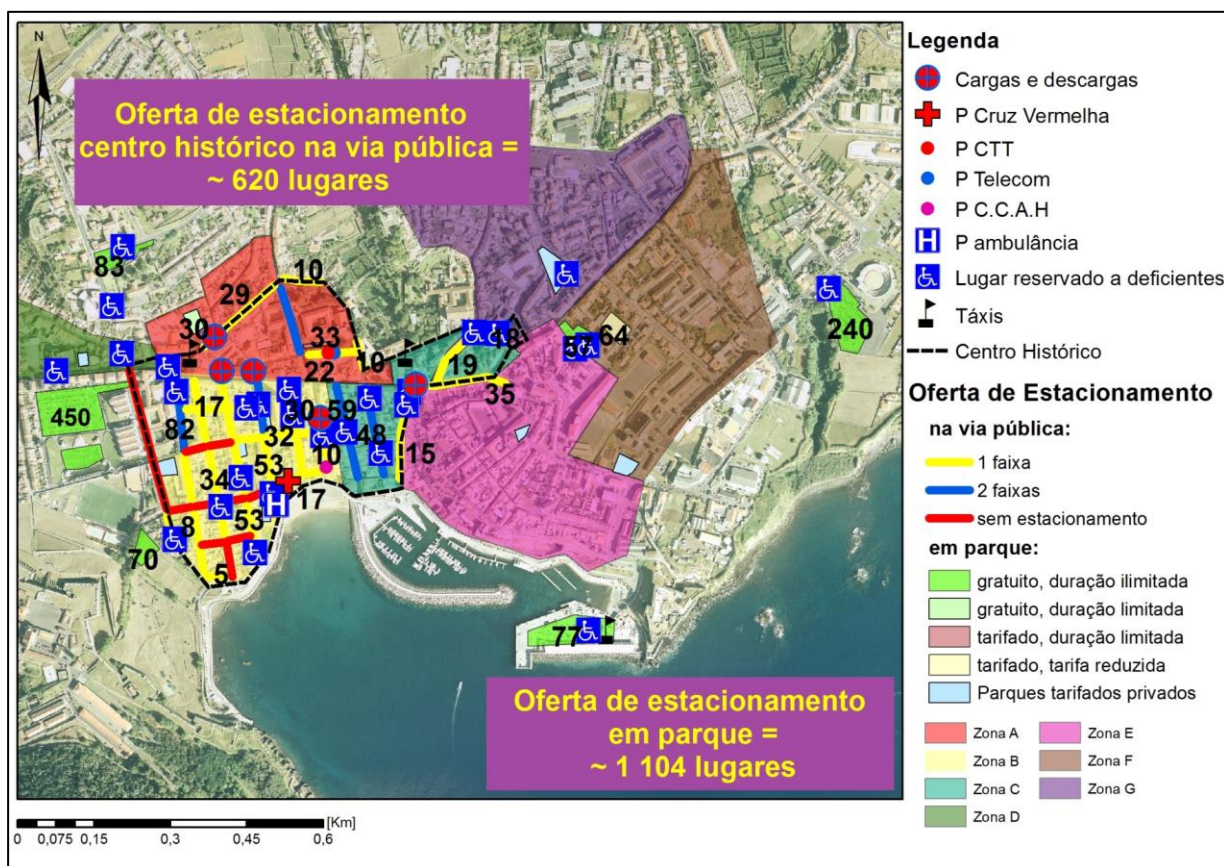 N
Oferta de estacionamento
centro histórico na via pública =
~ 620 lugares
83
29
10
30
33
10
22
64
240
19
35
450
17
59
82
32
48
10
15
53
34
17
8
53
70
5
77
Oferta de estacionamento
em parque =
~ 1 104 lugares
[Km]
0 0,075 0,15 0,3 0,45 0,6
Legenda
Cargas e descargas
P Cruz Vermelha
P CTT
P Telecom
P C.C.A.H
H P ambulância
Lugar reservado a deficientes
Táxis
Centro Histórico
Oferta de Estacionamento
na via pública:
1 faixa
2 faixas
sem estacionamento
em parque:
gratuito, duração ilimitada
gratuito, duração limitada
tarifado, duração limitada
tarifado, tarifa reduzida
Parques tarifados privados
Zona A
Zona B
Zona C
Zona D
Zona E
Zona F
Zona G